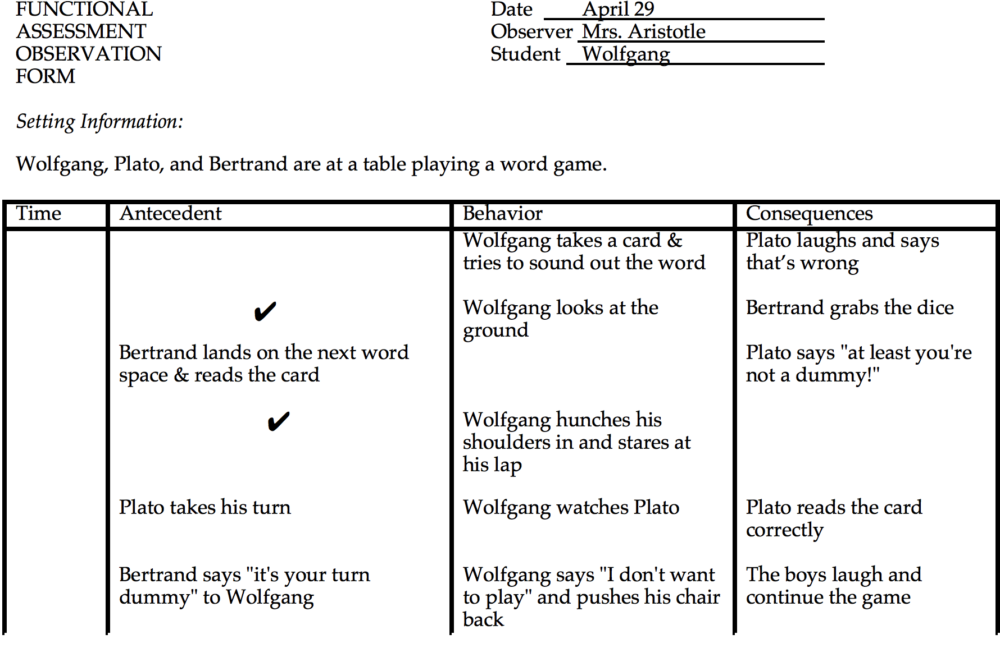 FUNCTIONAL
ASSESSMENT
OBSERVATION
FORM
Date April 29
Observer Mrs. Aristotle
Student Wolfgang
Setting Information:
Wolfgang, Plato, and Bertrand are at a table playing a word game.
Time Antecedent Behavior Consequences
Wolfgang takes a card &
tries to sound out the word
Plato laughs and says
that’s wrong
✔
Wolfgang looks at the
ground
Bertrand grabs the dice
Bertrand lands on the next word
space & reads the card
Plato says "at least you're
not a dummy!"
✔
Wolfgang hunches his
shoulders in and stares at
his lap
Plato takes his turn
Wolfgang watches Plato
Plato reads the card
correctly
Bertrand says "it's your turn
dummy" to Wolfgang
Wolfgang says "I don't want
to play" and pushes his chair
back
The boys laugh and
continue the game